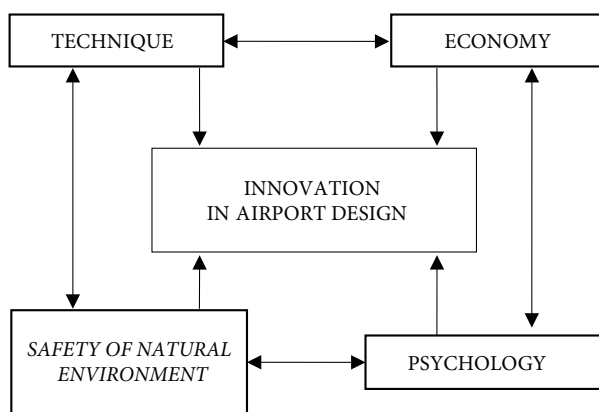 TECHNIQUE
ECONOMY
INNOVATION
IN AIRPORT DESIGN
SAFETY OF NATURAL
ENVIRONMENT
PSYCHOLOGY